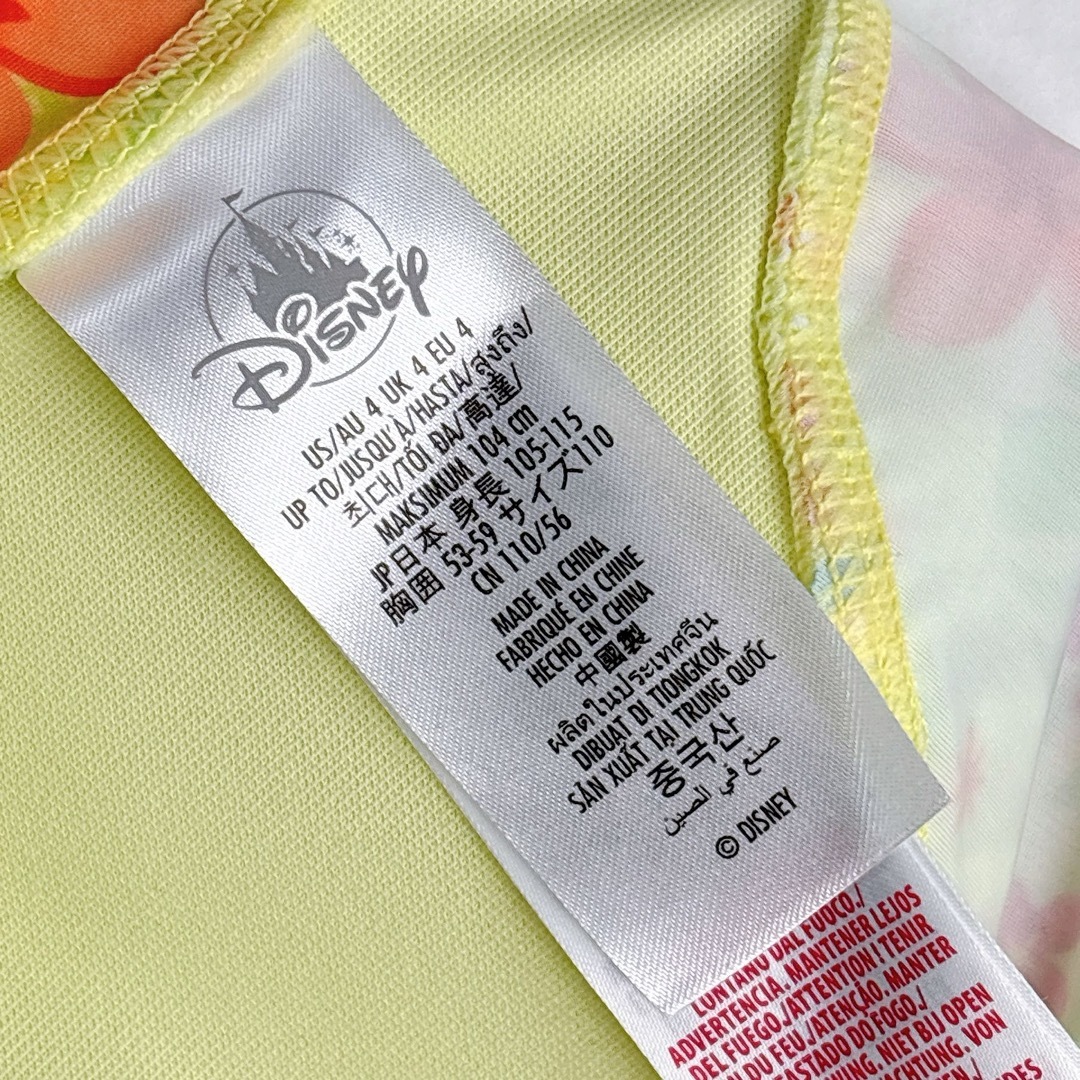 Disney
US/AU 4 UK 4 EU 4
UP TO/JUSQU'À/HASTA/สูงถึง/
최대/TỐI ĐA/高達/
MAKSIMUM 104 cm
JP日本 身長 105-115
胸囲 53-59 サイズ110
CN 110/56
MADE IN CHINA
FABRIQUÉ EN CHINE
HECHO EN CHINA
中國製
ผลิตในประเทศจีน
DIBUAT DI TIONGKOK
SẢN XUẤT TẠI TRUNG QUỐC
중국산
صنع في الصين
© DISNEY
LONTANO DAL FUOCO./
ADVERTENCIA. MANTENER LEJOS
DEL FUEGO./ATTENTION ! TENIR
DU FEU./ATENÇÃO. MANTER
FASTADO DO FOGO./
MET BIJ OPEN
VON